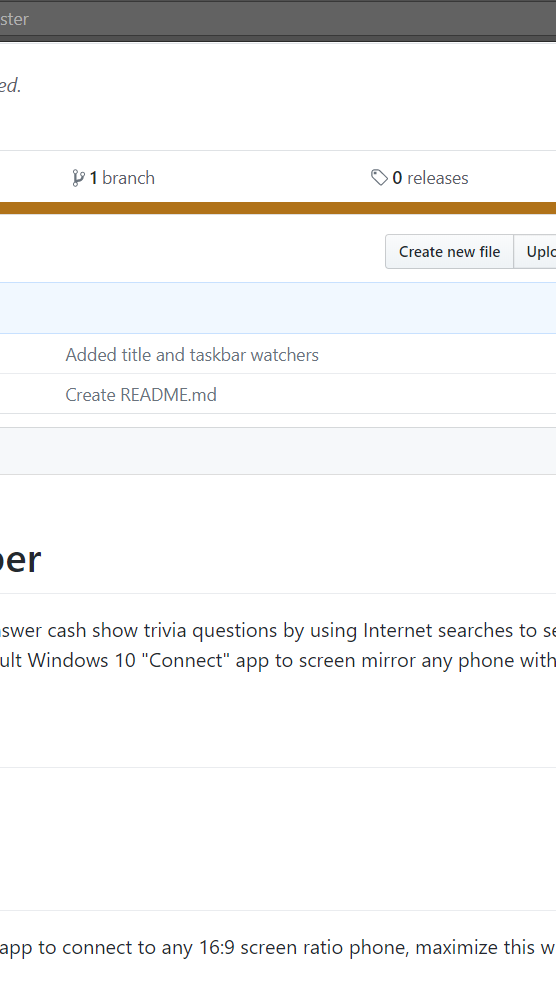 ster
ed.
1 branch 0 releases
Create new file Uplo
Added title and taskbar watchers
Create README.md
per
swer cash show trivia questions by using Internet searches to se
ult Windows 10 "Connect" app to screen mirror any phone with
app to connect to any 16:9 screen ratio phone, maximize this w